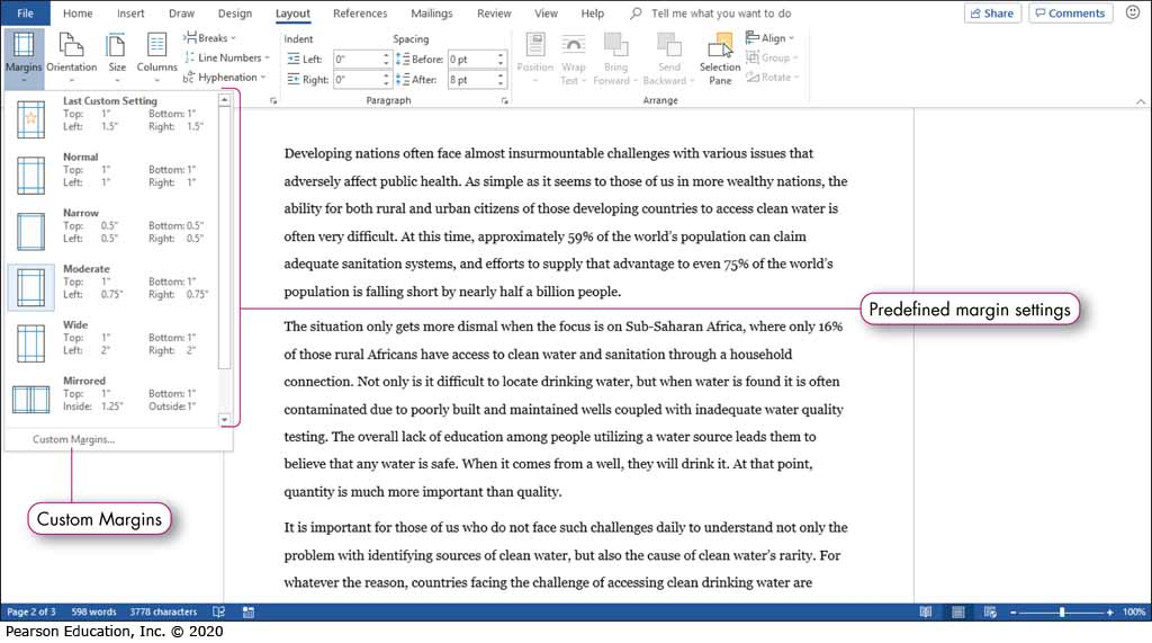 File Home Insert Draw Design Layout References Mailings Review View Help Tell me what you want to do Share Comments
Margins Orientation Size Columns
Breaks
Line Numbers
Hyphenation
Indent
Left: 0"
Right: 0"
Spacing
Before: 0 pt
After: 8 pt
Paragraph
Position
Wrap Text
Bring Forward
Send Backward
Selection Pane
Align
Group
Rotate
Arrange
Last Custom Setting
Top: 1" Bottom: 1"
Left: 1.5" Right: 1.5"
Normal
Top: 1" Bottom: 1"
Left: 1" Right: 1"
Narrow
Top: 0.5" Bottom: 0.5"
Left: 0.5" Right: 0.5"
Moderate
Top: 1" Bottom: 1"
Left: 0.75" Right: 0.75"
Wide
Top: 1" Bottom: 1"
Left: 2" Right: 2"
Mirrored
Top: 1" Bottom: 1"
Inside: 1.25" Outside: 1"
Custom Margins...
Custom Margins
Predefined margin settings
Developing nations often face almost insurmountable challenges with various issues that
adversely affect public health. As simple as it seems to those of us in more wealthy nations, the
ability for both rural and urban citizens of those developing countries to access clean water is
often very difficult. At this time, approximately 59% of the world's population can claim
adequate sanitation systems, and efforts to supply that advantage to even 75% of the world's
population is falling short by nearly half a billion people.
The situation only gets more dismal when the focus is on Sub-Saharan Africa, where only 16%
of those rural Africans have access to clean water and sanitation through a household
connection. Not only is it difficult to locate drinking water, but when water is found it is often
contaminated due to poorly built and maintained wells coupled with inadequate water quality
testing. The overall lack of education among people utilizing a water source leads them to
believe that any water is safe. When it comes from a well, they will drink it. At that point,
quantity is much more important than quality.
It is important for those of us who do not face such challenges daily to understand not only the
problem with identifying sources of clean water, but also the cause of clean water's rarity. For
whatever the reason, countries facing the challenge of accessing clean drinking water are
Page 2 of 3 598 words 3778 characters 100%
Pearson Education, Inc. © 2020